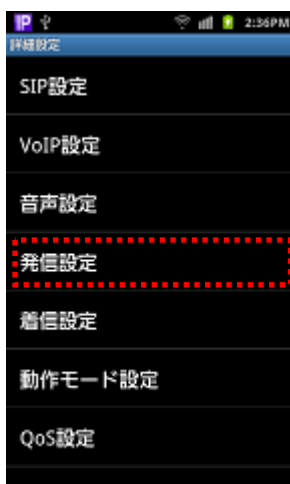 IP 2:36PM
詳細設定
SIP設定
VoIP設定
音声設定
発信設定
着信設定
動作モード設定
QoS設定